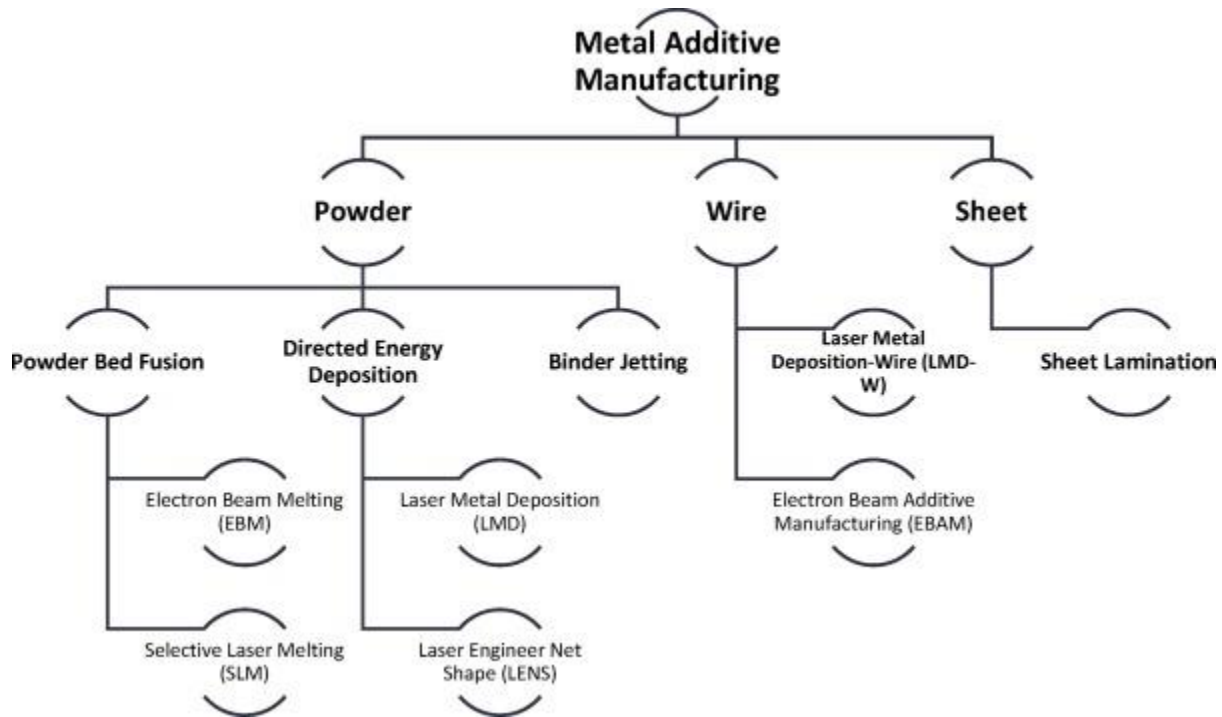 Metal Additive
Manufacturing
Powder
Wire
Sheet
Powder Bed Fusion
Directed Energy
Deposition
Binder Jetting
Laser Metal
Deposition-Wire (LMD-
W)
Sheet Lamination
Electron Beam Melting
(EBM)
Laser Metal Deposition
(LMD)
Electron Beam Additive
Manufacturing (EBAM)
Selective Laser Melting
(SLM)
Laser Engineer Net
Shape (LENS)